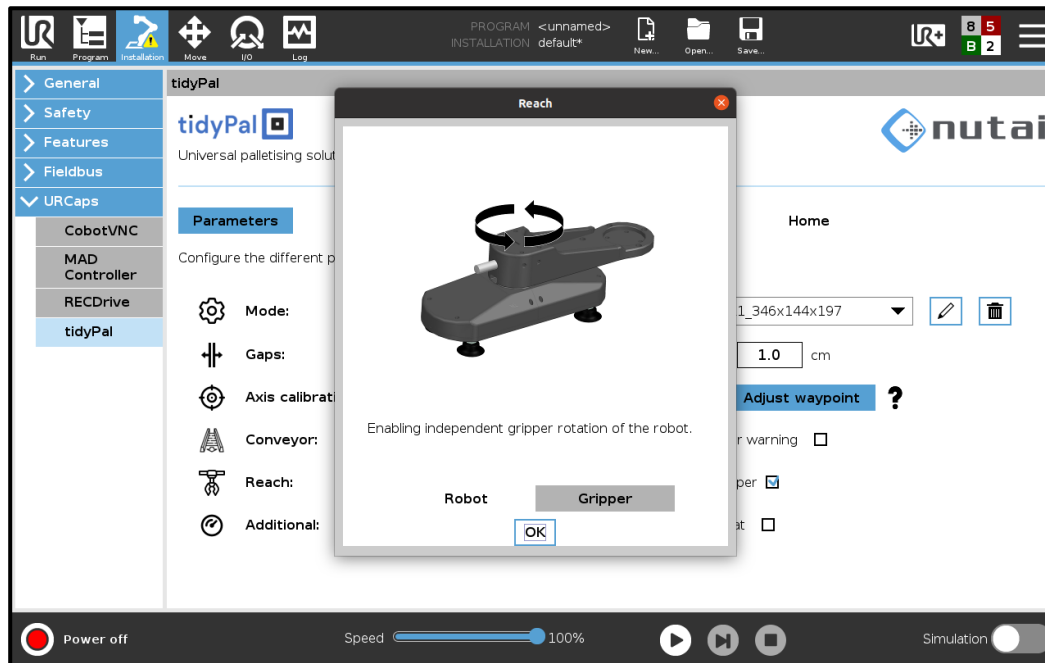 PROGRAM <unnamed>
INSTALLATION default*
Run Program Installation Move I/O Log New... Open... Save... UR+ 8 5 B 2
General
Safety
Features
Fieldbus
URCaps
CobotVNC
MAD Controller
RECDrive
tidyPal
tidyPal
tidyPal
Universal palletising solut
nutai
Parameters Home
Configure the different p
Mode: 1_346x144x197
Gaps: 1.0 cm
Axis calibrati Adjust waypoint ?
Conveyor: r warning
Reach: per
Additional: at
Reach
Enabling independent gripper rotation of the robot.
Robot Gripper
OK
Power off Speed 100% Simulation